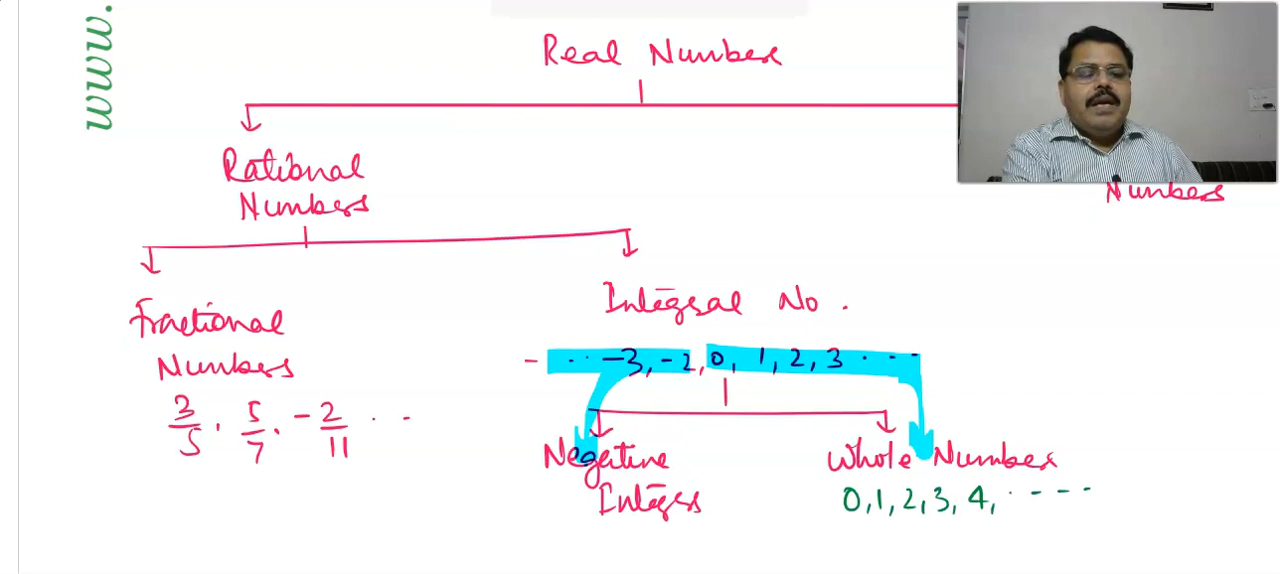 www.
Real Number
Rational
Numbers
Numbers
Fractional
Numbers
3/5, 5/7, -2/11 ..
Integral No.
- ... -3, -2, 0, 1, 2, 3 ....
Negative
Integers
Whole Number
0, 1, 2, 3, 4, .----